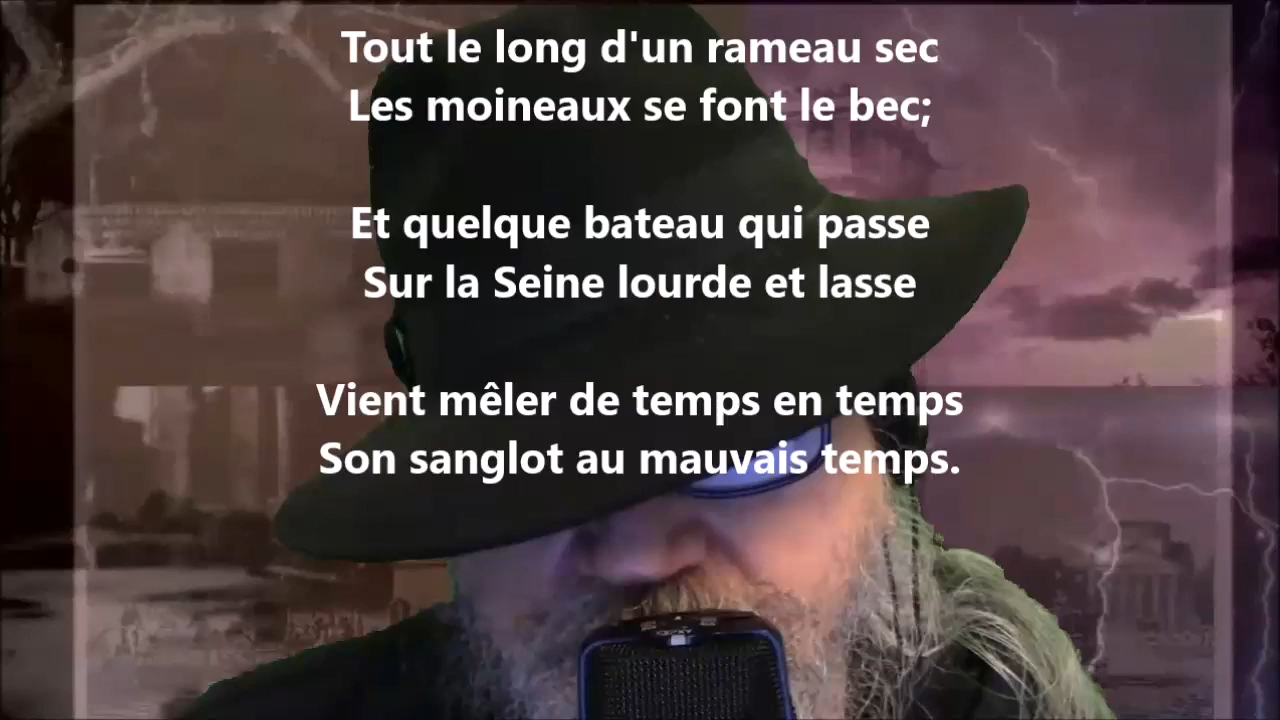 Tout le long d'un rameau sec
Les moineaux se font le bec;
Et quelque bateau qui passe
Sur la Seine lourde et lasse
Vient mêler de temps en temps
Son sanglot au mauvais temps.